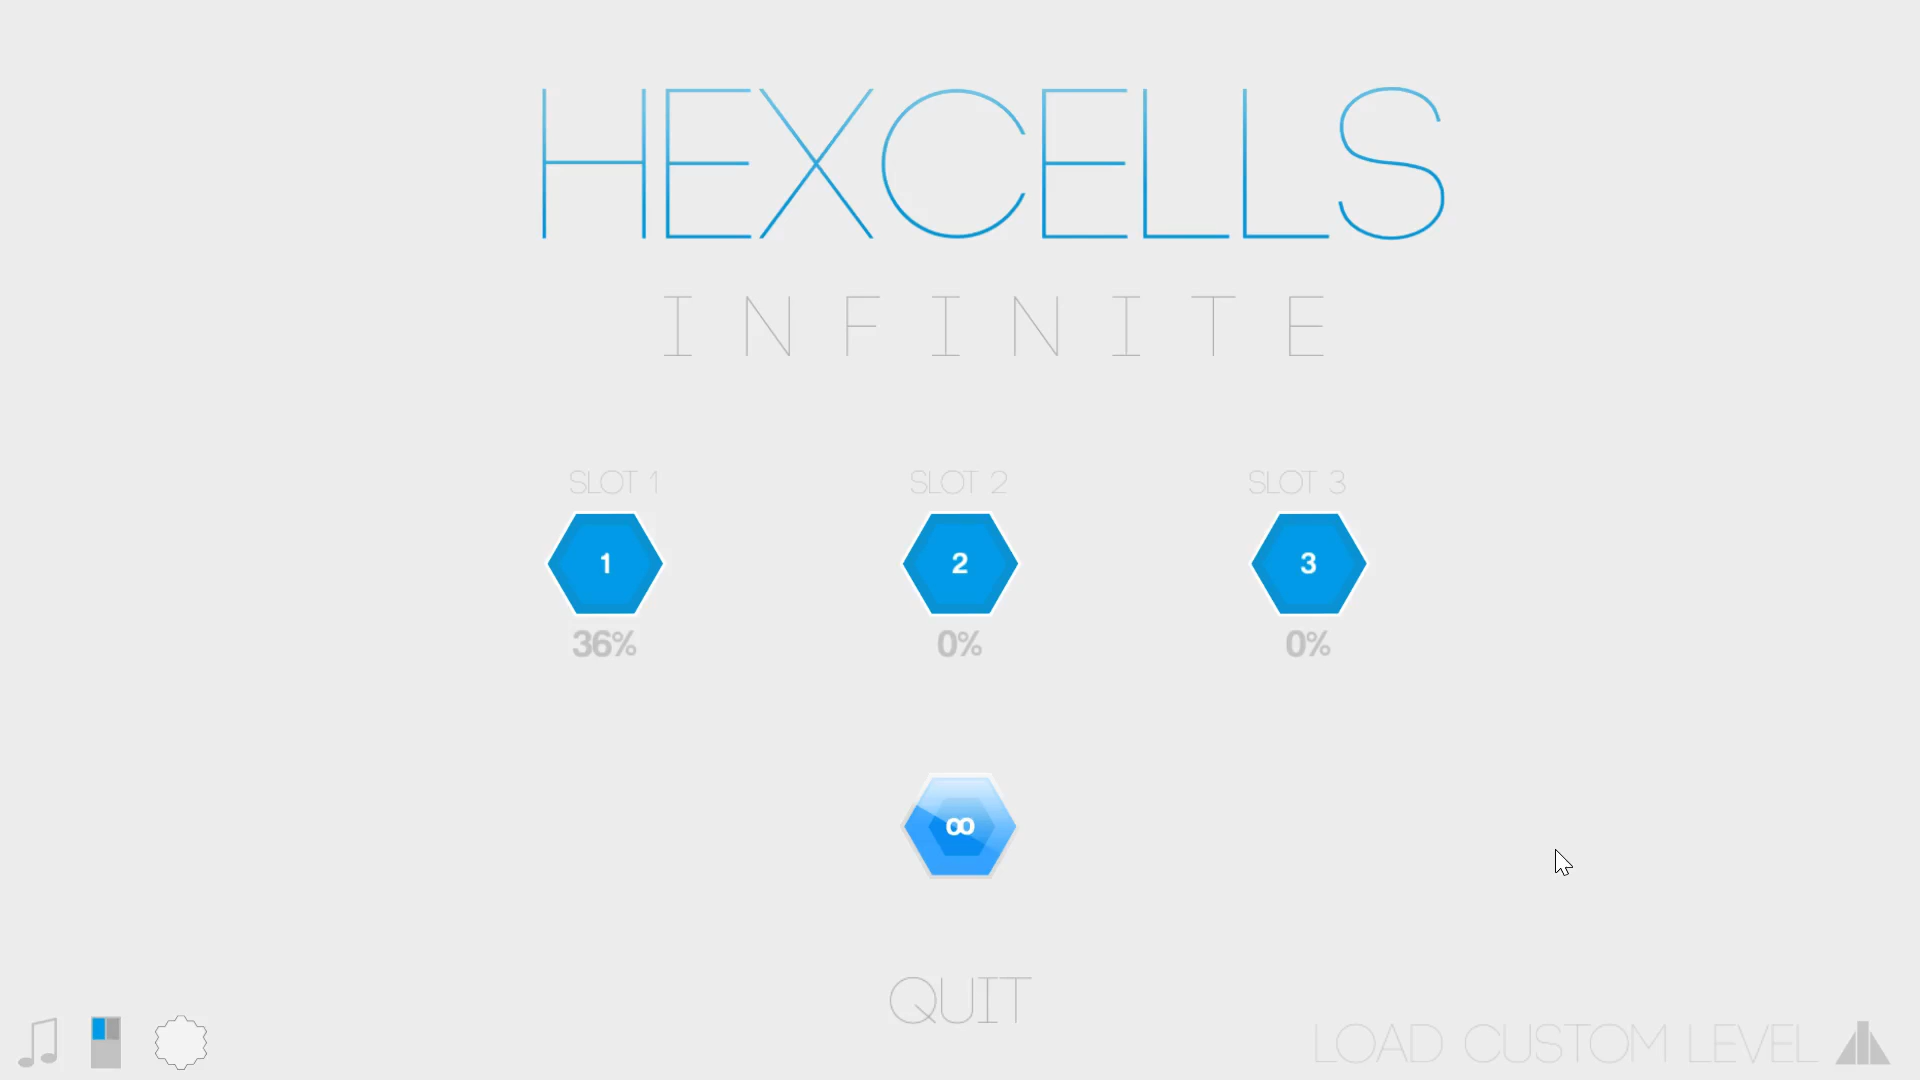 HEXCELLS
INFINITE
SLOT 1 SLOT 2 SLOT 3
1 2 3
36% 0% 0%
∞
QUIT
LOAD CUSTOM LEVEL